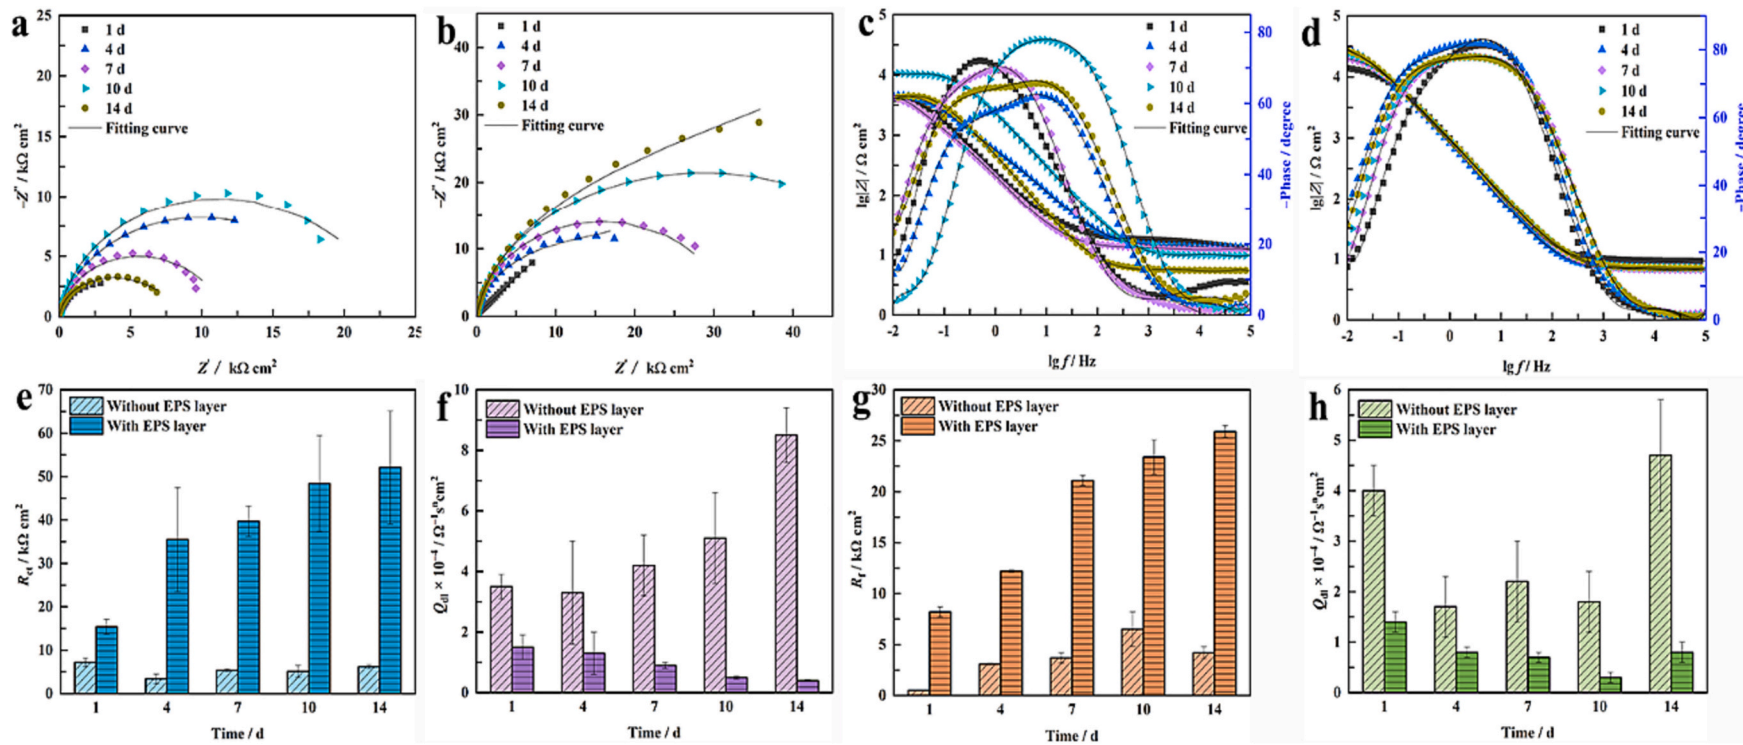 a
1 d
4 d
7 d
10 d
14 d
Fitting curve
25
20
15
10
5
0
0 5 10 15 20 25
−Z″ / kΩ cm²
Z′ / kΩ cm²
b
1 d
4 d
7 d
10 d
14 d
Fitting curve
40
30
20
10
0
0 10 20 30 40
−Z″ / kΩ cm²
Z′ / kΩ cm²
c
1 d
4 d
7 d
10 d
14 d
Fitting curve
5
4
3
2
1
0
-2 -1 0 1 2 3 4 5
80
60
40
20
0
lg|Z| / Ω cm²
−Phase / degree
lg f / Hz
d
1 d
4 d
7 d
10 d
14 d
Fitting curve
5
4
3
2
1
0
-2 -1 0 1 2 3 4 5
80
60
40
20
0
lg|Z| / Ω cm²
−Phase / degree
lg f / Hz
e
Without EPS layer
With EPS layer
70
60
50
40
30
20
10
0
1 4 7 10 14
Rct / kΩ cm²
Time / d
f
Without EPS layer
With EPS layer
10
8
6
4
2
0
1 4 7 10 14
Qdl × 10⁻⁴ / Ω⁻¹sⁿcm²
Time / d
g
Without EPS layer
With EPS layer
30
25
20
15
10
5
0
1 4 7 10 14
Rf / kΩ cm²
Time / d
h
Without EPS layer
With EPS layer
6
5
4
3
2
1
0
1 4 7 10 14
Qdl × 10⁻⁴ / Ω⁻¹sⁿcm²
Time / d